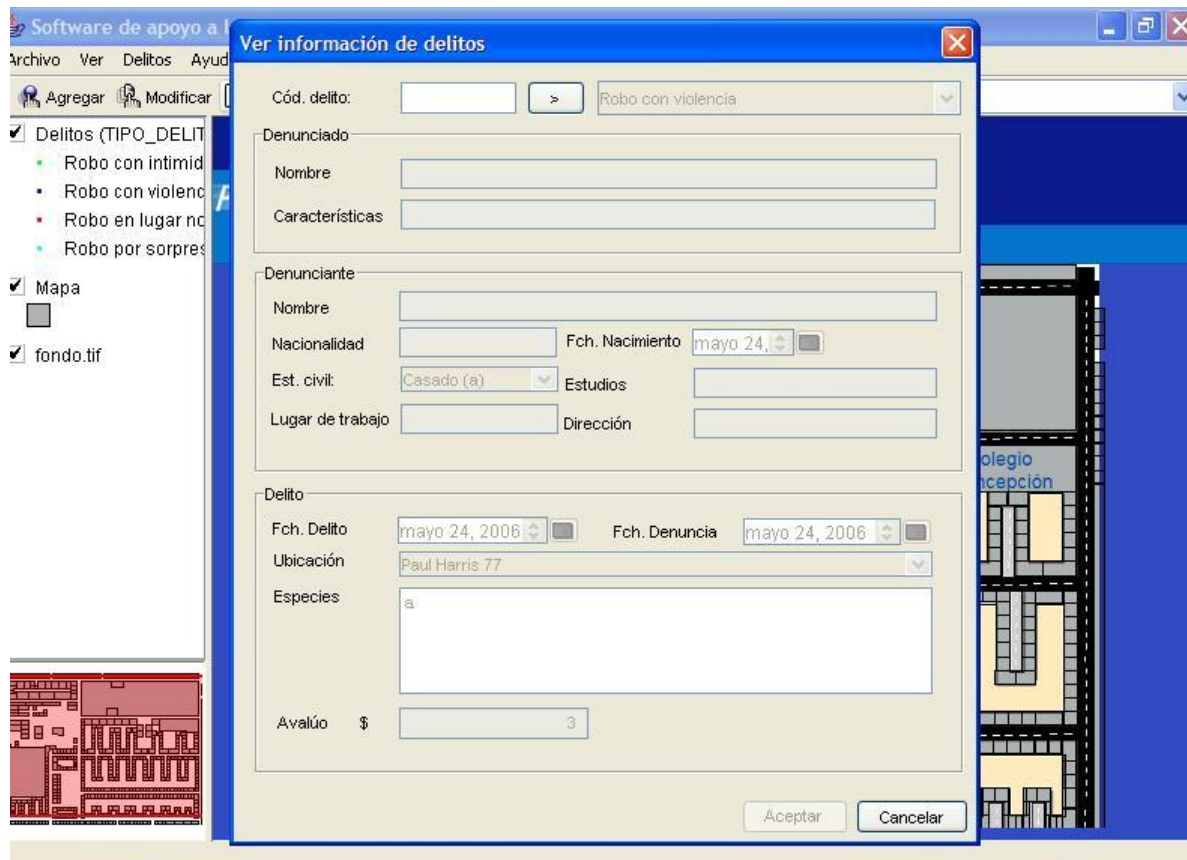 Software de apoyo a l
Ver información de delitos
Archivo Ver Delitos Ayud
Agregar Modificar
Cód. delito: > Robo con violencia
Delitos (TIPO_DELIT
Robo con intimid
Robo con violenc
Robo en lugar no
Robo por sorpres
Mapa
fondo.tif
Denunciado
Nombre
Característicās
Denunciante
Nombre
Nacionalidad Fch. Nacimiento mayo 24,
Est. civil: Casado (a) Estudios
Lugar de trabajo Dirección
Delito
Fch. Delito mayo 24, 2006 Fch. Denuncia mayo 24, 2006
Ubicación Paul Harris 77
Especies a
Avalúo $ 3
Aceptar Cancelar
olegio
ncepción